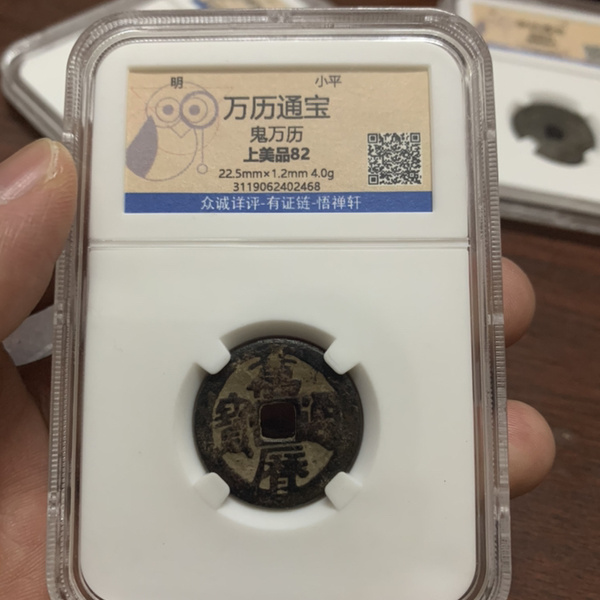 明 小平
万历通宝
鬼万历
上美品82
22.5mm×1.2mm 4.0g
3119062402468
众诚详评-有证链-悟禅轩
萬
寶 通
曆